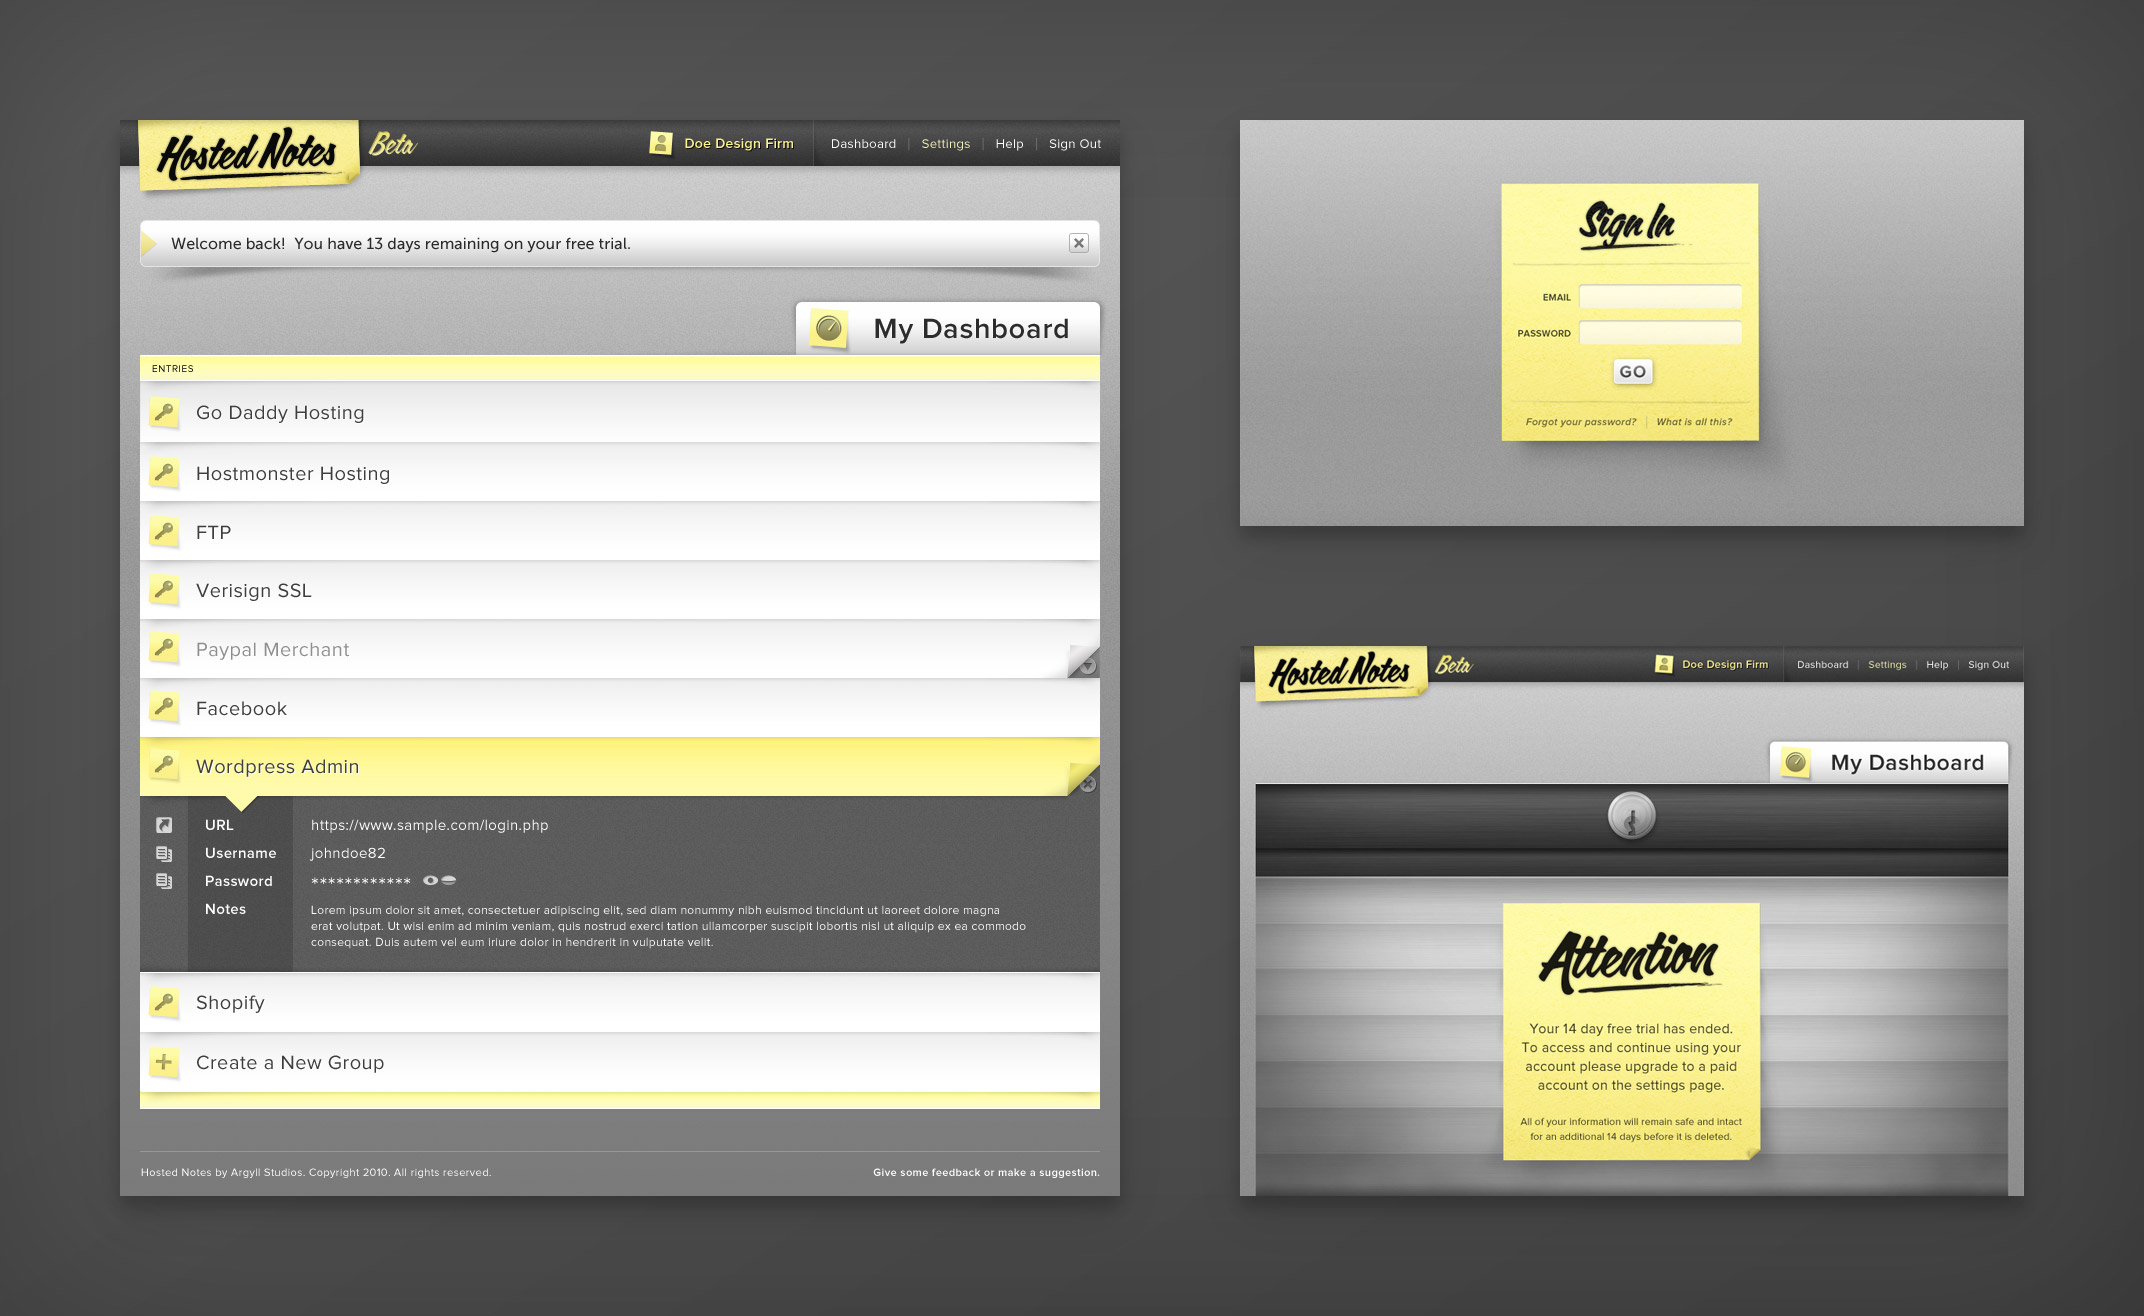 Hosted Notes Beta
Doe Design Firm
Dashboard | Settings | Help | Sign Out
Welcome back!  You have 13 days remaining on your free trial.
My Dashboard
ENTRIES
Go Daddy Hosting
Hostmonster Hosting
FTP
Verisign SSL
Paypal Merchant
Facebook
Wordpress Admin
URL https://www.sample.com/login.php
Username johndoe82
Password ************
Notes Lorem ipsum dolor sit amet, consectetuer adipiscing elit, sed diam nonummy nibh euismod tincidunt ut laoreet dolore magna
erat volutpat. Ut wisi enim ad minim veniam, quis nostrud exerci tation ullamcorper suscipit lobortis nisl ut aliquip ex ea commodo
consequat. Duis autem vel eum iriure dolor in hendrerit in vulputate velit.
Shopify
Create a New Group
Hosted Notes by Argyll Studios. Copyright 2010. All rights reserved.
Give some feedback or make a suggestion.
Sign In
EMAIL
PASSWORD
GO
Forgot your password? | What is all this?
Hosted Notes Beta
Doe Design Firm
Dashboard | Settings | Help | Sign Out
My Dashboard
Attention
Your 14 day free trial has ended.
To access and continue using your
account please upgrade to a paid
account on the settings page.
All of your information will remain safe and intact
for an additional 14 days before it is deleted.